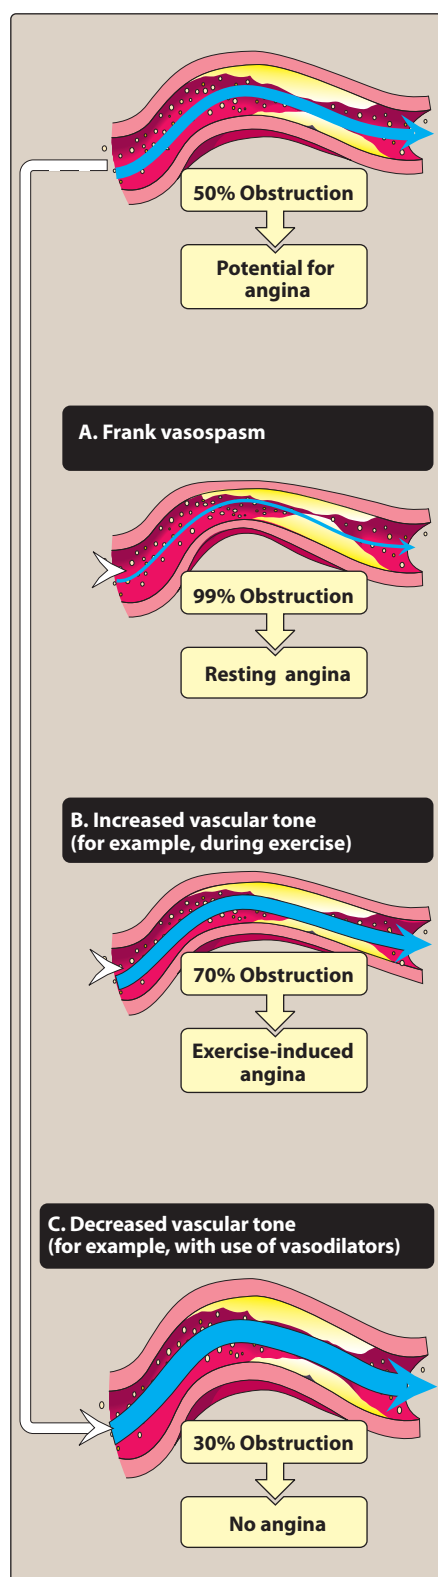 50% Obstruction
Potential for
angina
A. Frank vasospasm
99% Obstruction
Resting angina
B. Increased vascular tone
(for example, during exercise)
70% Obstruction
Exercise-induced
angina
C. Decreased vascular tone
(for example, with use of vasodilators)
30% Obstruction
No angina